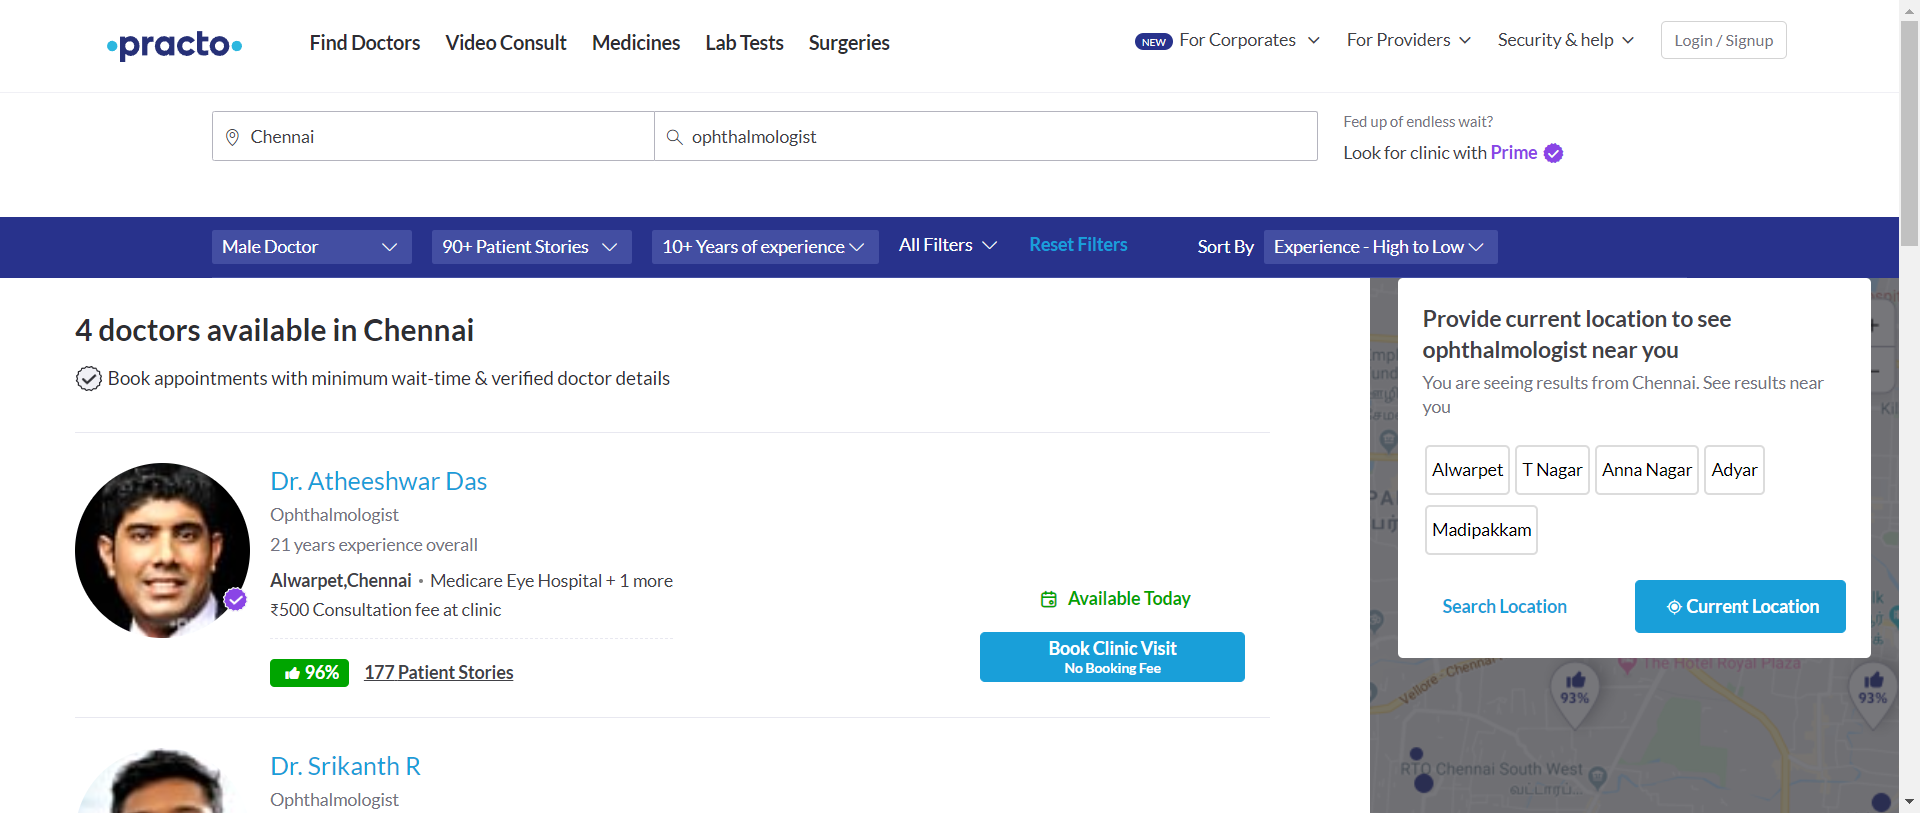 practo
Find Doctors
Video Consult
Medicines
Lab Tests
Surgeries
NEW For Corporates
For Providers
Security & help
Login / Signup
Chennai
ophthalmologist
Fed up of endless wait?
Look for clinic with Prime
Male Doctor
90+ Patient Stories
10+ Years of experience
All Filters
Reset Filters
Sort By
Experience - High to Low
4 doctors available in Chennai
Book appointments with minimum wait-time & verified doctor details
Dr. Atheeshwar Das
Ophthalmologist
21 years experience overall
Alwarpet,Chennai • Medicare Eye Hospital + 1 more
₹500 Consultation fee at clinic
96%
177 Patient Stories
Available Today
Book Clinic Visit
No Booking Fee
Dr. Srikanth R
Ophthalmologist
Provide current location to see
ophthalmologist near you
You are seeing results from Chennai. See results near
you
Alwarpet
T Nagar
Anna Nagar
Adyar
Madipakkam
Search Location
Current Location
The Hotel Royal Plaza
Vellore - Chennai
93%
93%
RTO Chennai South West